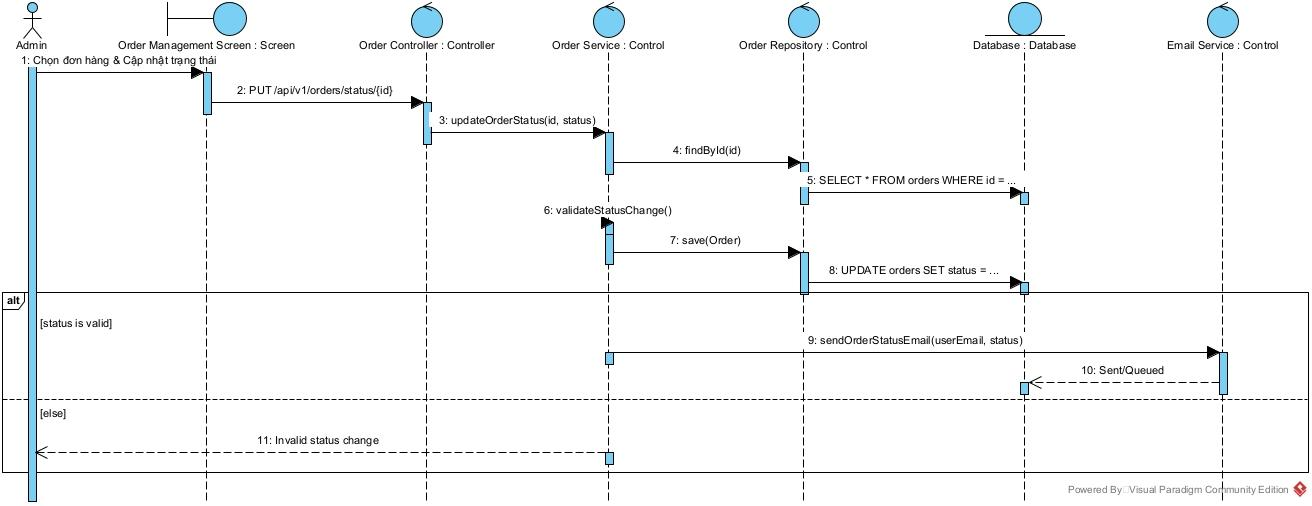 Admin
Order Management Screen : Screen
Order Controller : Controller
Order Service : Control
Order Repository : Control
Database : Database
Email Service : Control
1: Chọn đơn hàng & Cập nhật trạng thái
2: PUT /api/v1/orders/status/{id}
3: updateOrderStatus(id, status)
4: findById(id)
5: SELECT * FROM orders WHERE id = ...
6: validateStatusChange()
7: save(Order)
8: UPDATE orders SET status = ...
alt
[status is valid]
9: sendOrderStatusEmail(userEmail, status)
10: Sent/Queued
[else]
11: Invalid status change
Powered By Visual Paradigm Community Edition